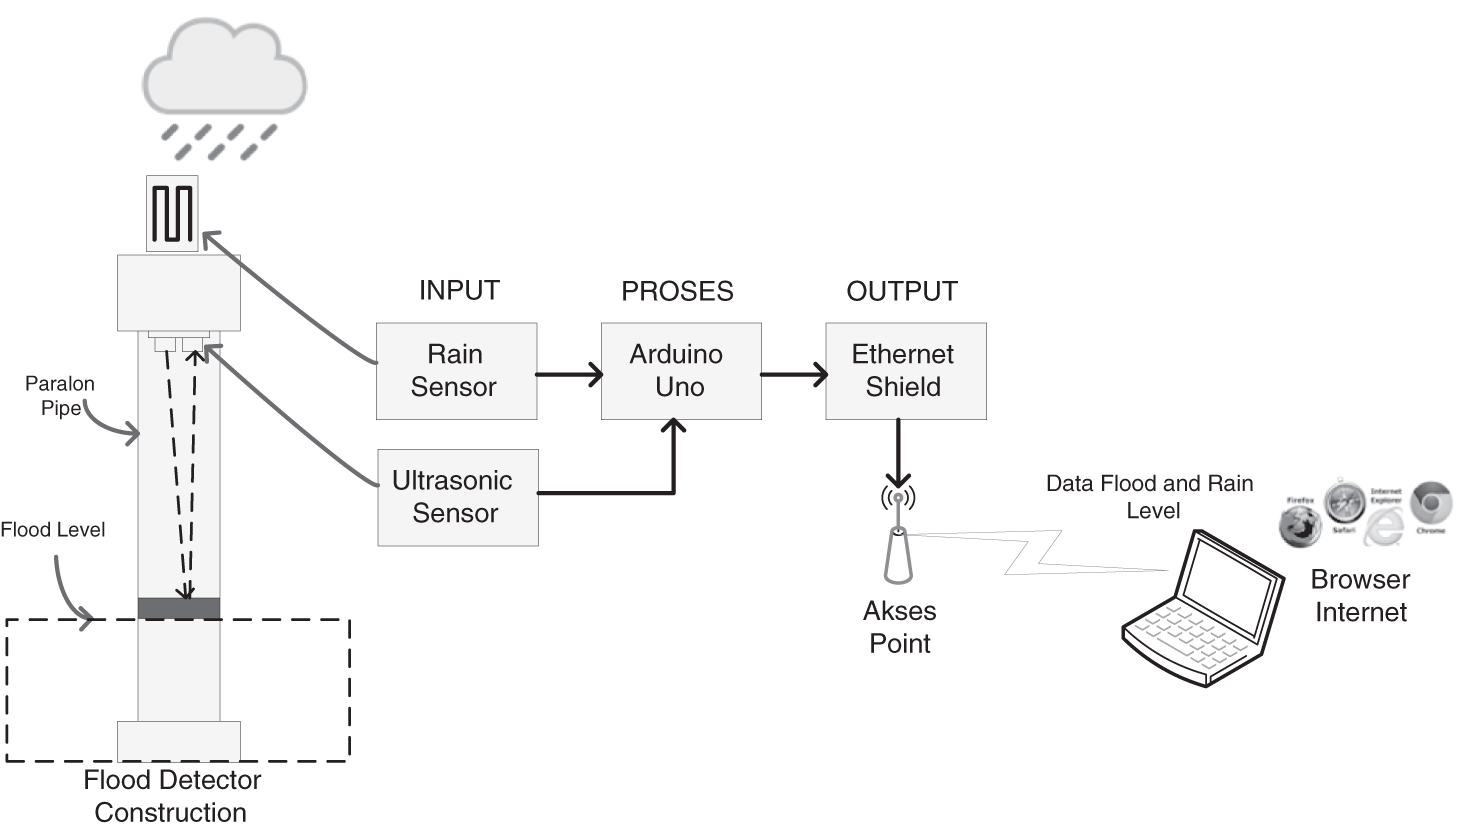 INPUT
PROSES
OUTPUT
Rain
Sensor
Arduino
Uno
Ethernet
Shield
Paralon
Pipe
Ultrasonic
Sensor
Flood Level
Data Flood and Rain
Level
Firefox
Safari
Internet
Explorer
Chrome
Browser
Internet
Akses
Point
Flood Detector
Construction